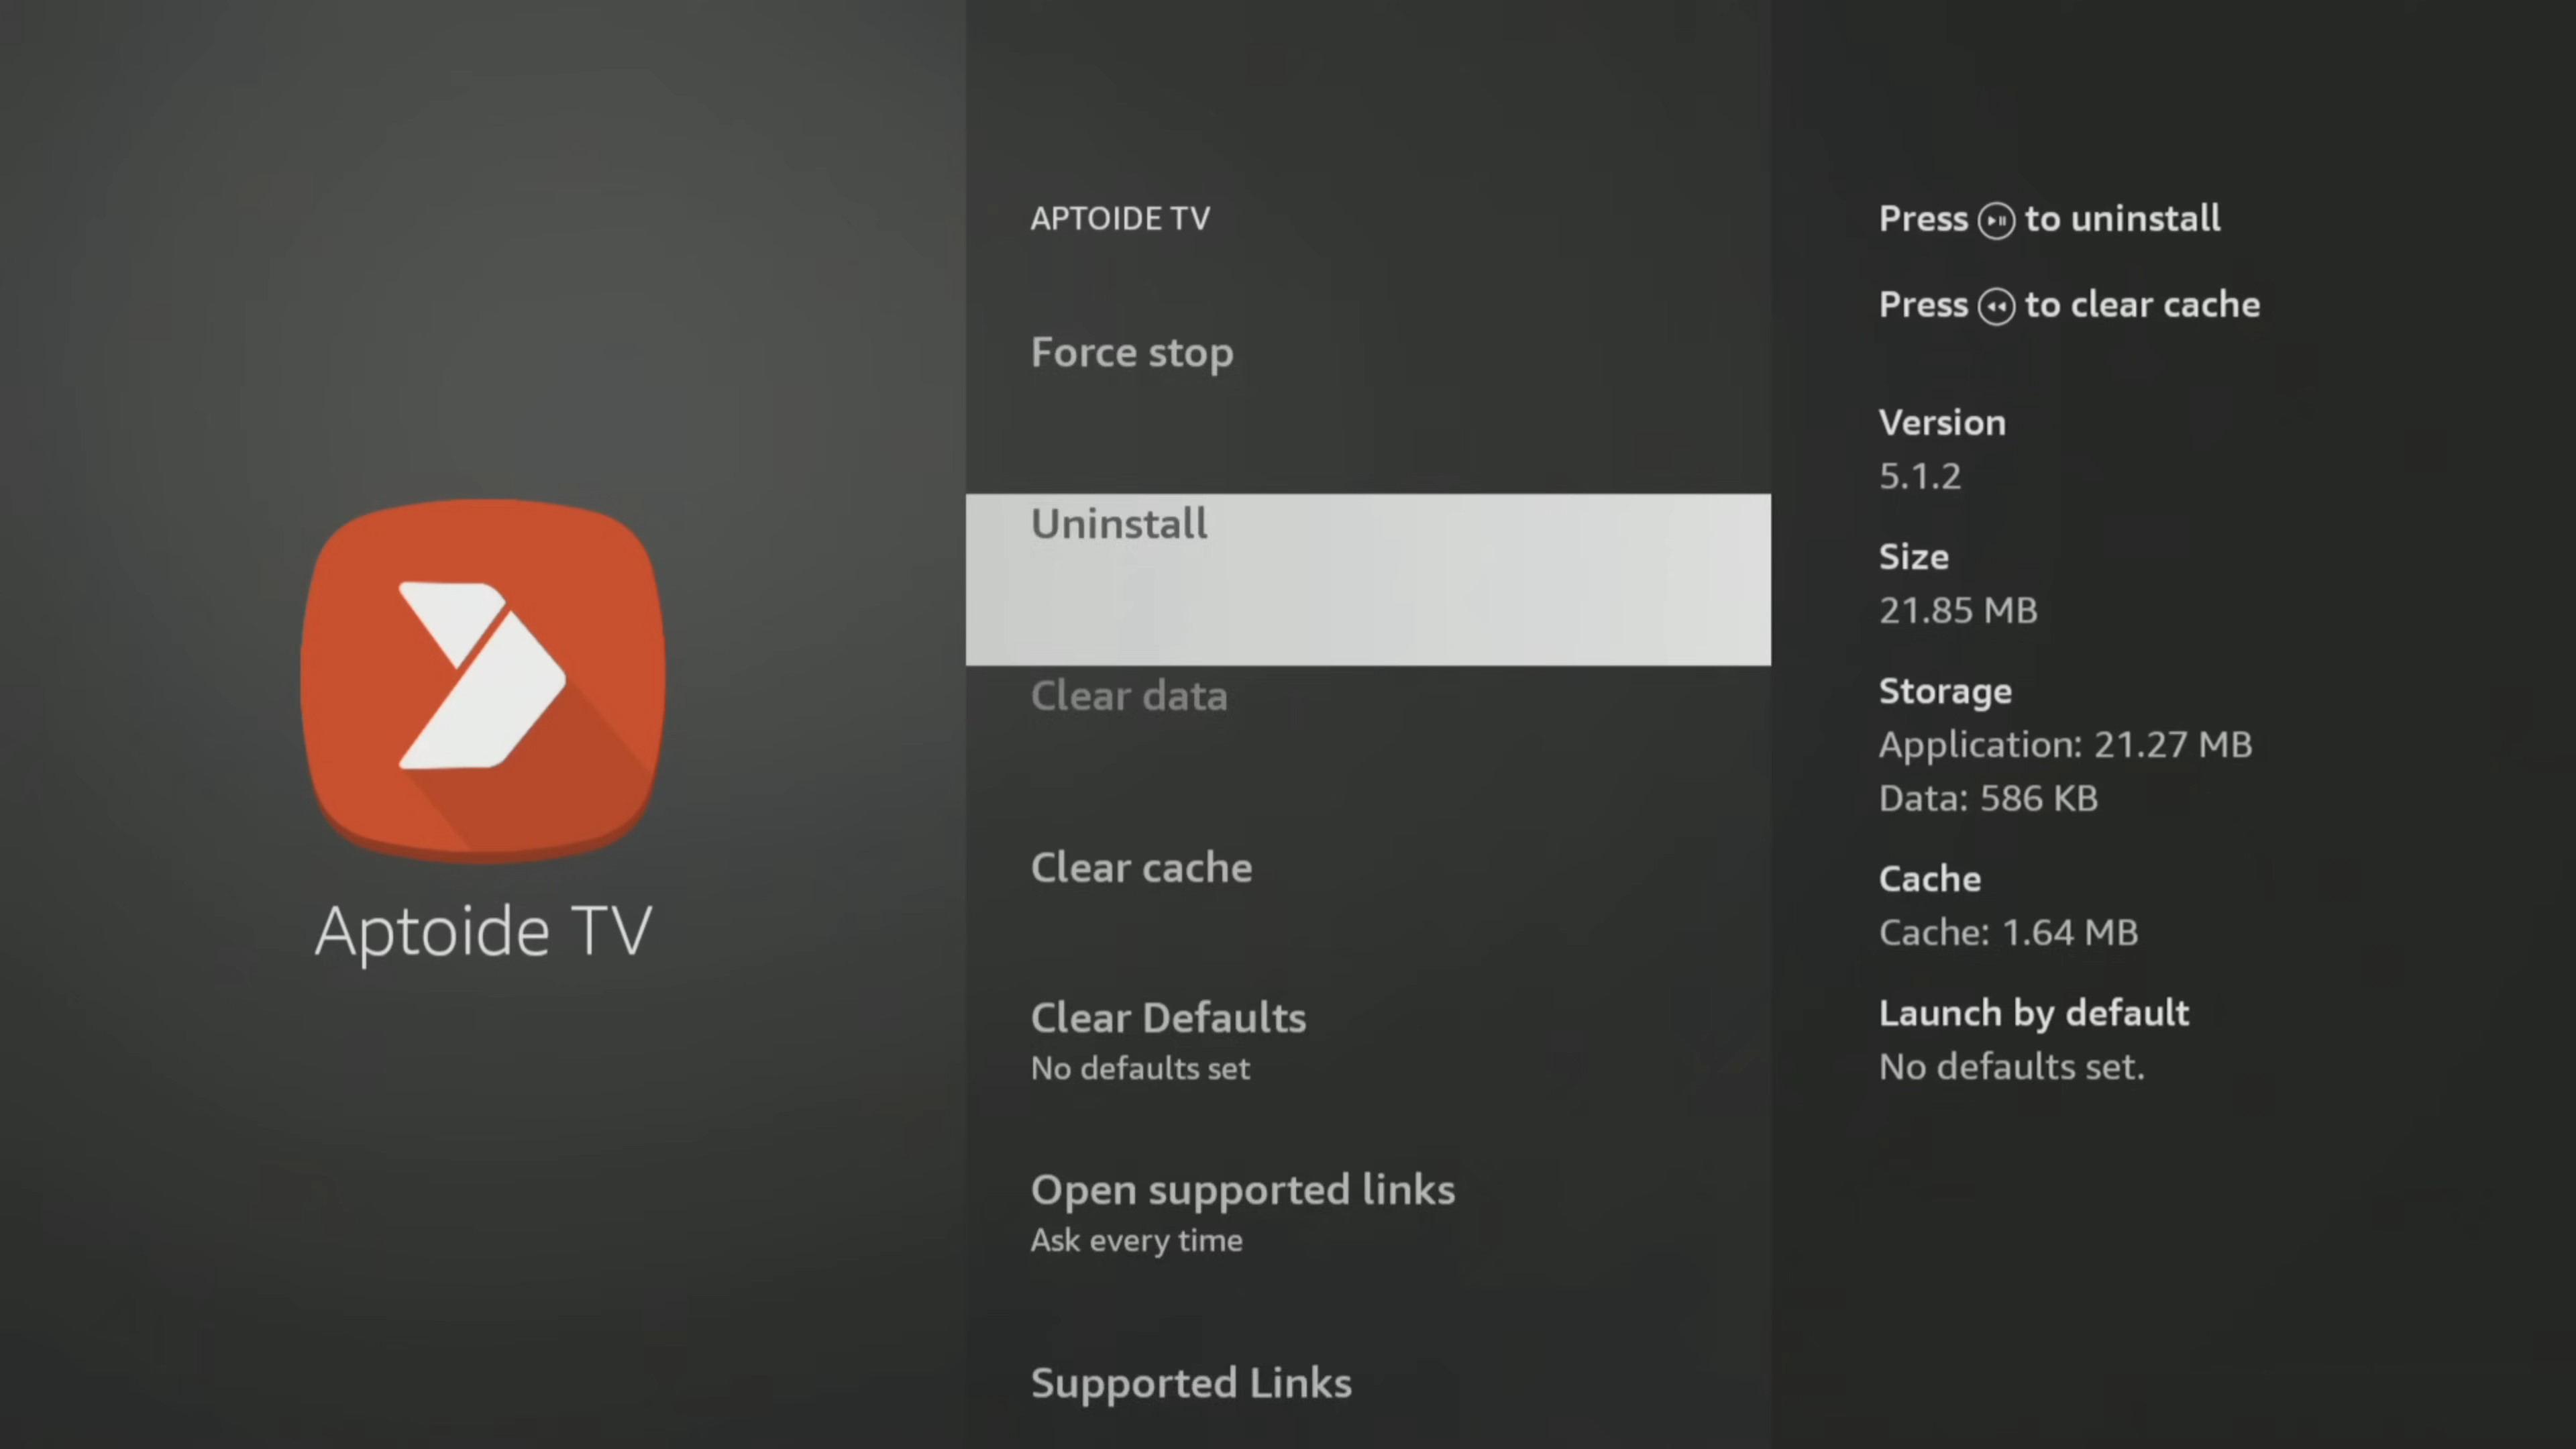 Aptoide TV
APTOIDE TV
Force stop
Uninstall
Clear data
Clear cache
Clear Defaults
No defaults set
Open supported links
Ask every time
Supported Links
Press to uninstall
Press to clear cache
Version
5.1.2
Size
21.85 MB
Storage
Application: 21.27 MB
Data: 586 KB
Cache
Cache: 1.64 MB
Launch by default
No defaults set.